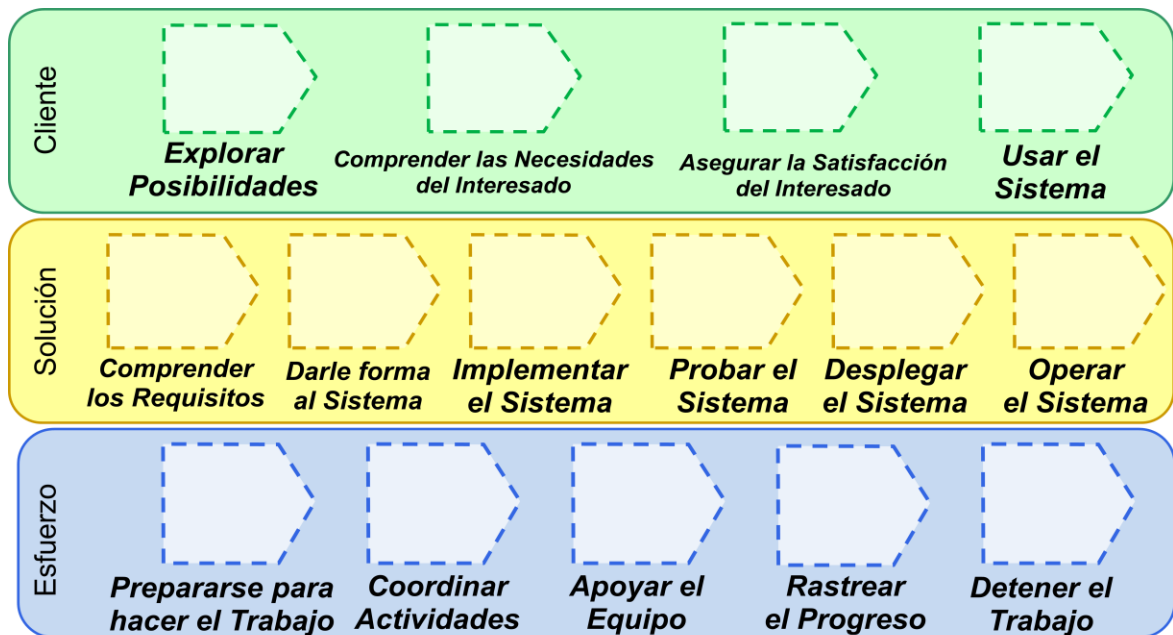 Cliente
Explorar
Posibilidades
Comprender las Necesidades
del Interesado
Asegurar la Satisfacción
del Interesado
Usar el
Sistema
Solución
Comprender
los Requisitos
Darle forma
al Sistema
Implementar
el Sistema
Probar el
Sistema
Desplegar
el Sistema
Operar
el Sistema
Esfuerzo
Prepararse para
hacer el Trabajo
Coordinar
Actividades
Apoyar el
Equipo
Rastrear
el Progreso
Detener el
Trabajo